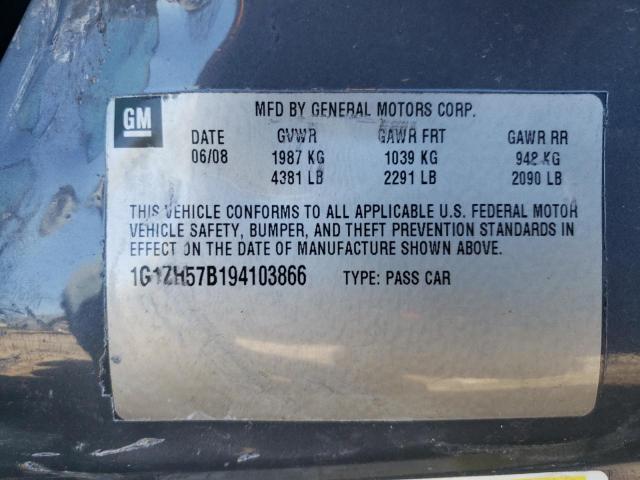 GM
MFD BY GENERAL MOTORS CORP.
DATE GVWR GAWR FRT GAWR RR
06/08 1987 KG 1039 KG 942 KG
4381 LB 2291 LB 2090 LB
THIS VEHICLE CONFORMS TO ALL APPLICABLE U.S. FEDERAL MOTOR
VEHICLE SAFETY, BUMPER, AND THEFT PREVENTION STANDARDS IN
EFFECT ON THE DATE OF MANUFACTURE SHOWN ABOVE.
1G1ZH57B194103866 TYPE: PASS CAR